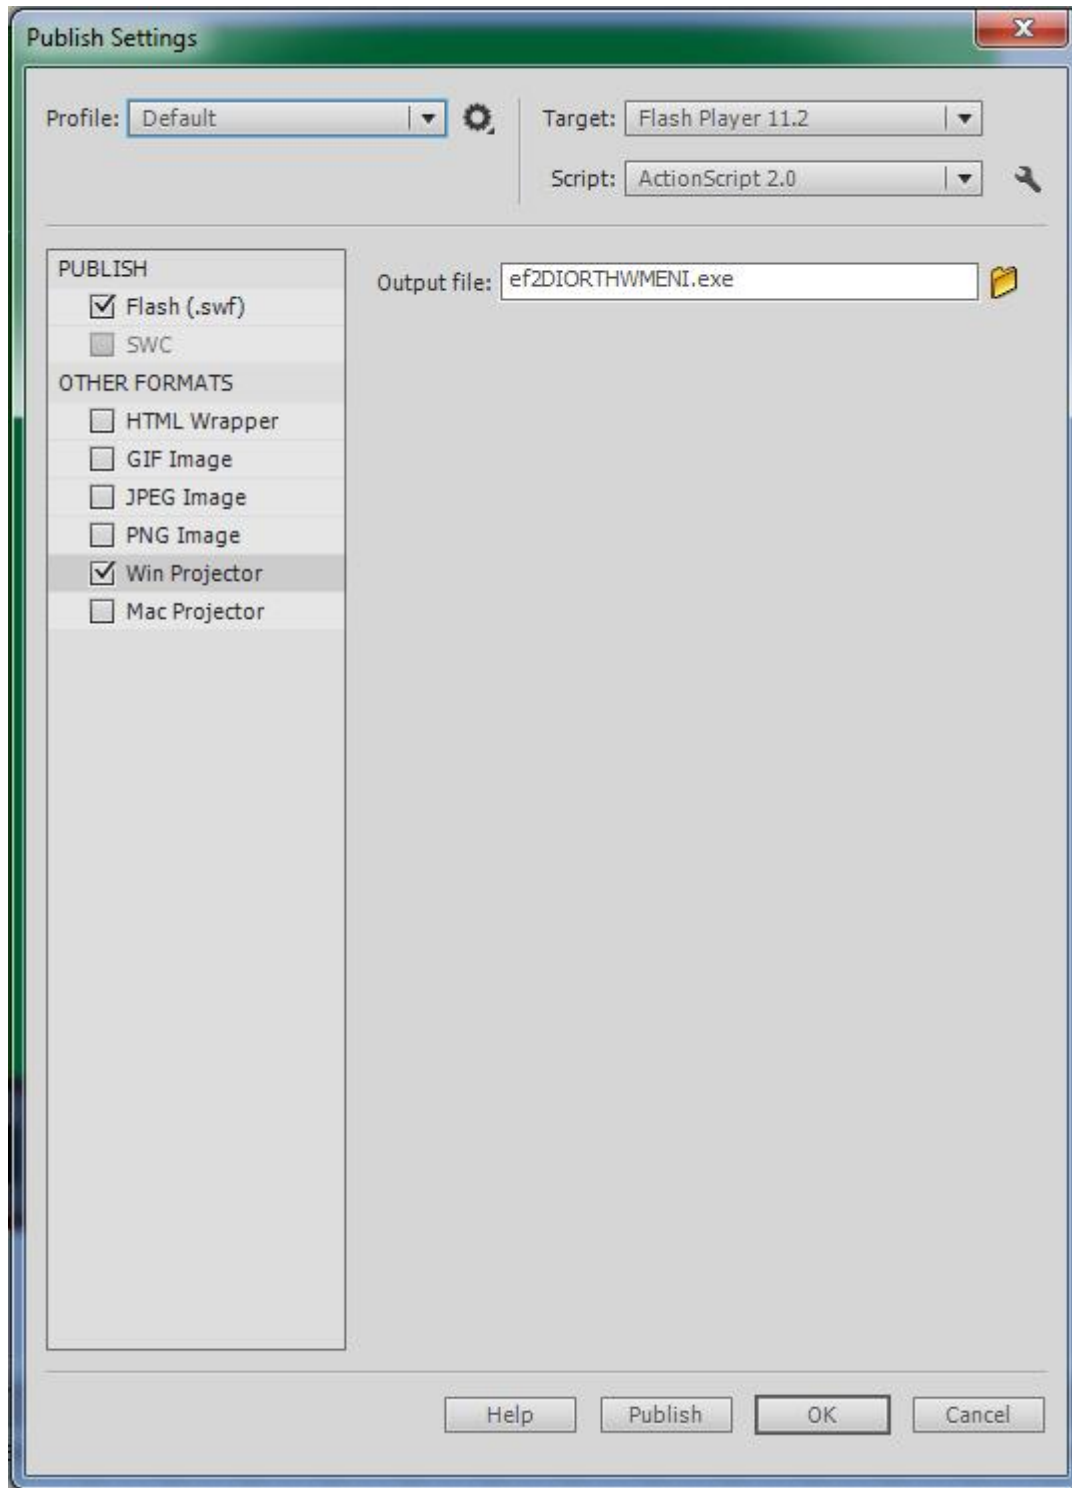 Publish Settings
Profile: Default
Target: Flash Player 11.2
Script: ActionScript 2.0
PUBLISH
Flash (.swf)
SWC
OTHER FORMATS
HTML Wrapper
GIF Image
JPEG Image
PNG Image
Win Projector
Mac Projector
Output file: ef2DIORTHWMENI.exe
Help Publish OK Cancel